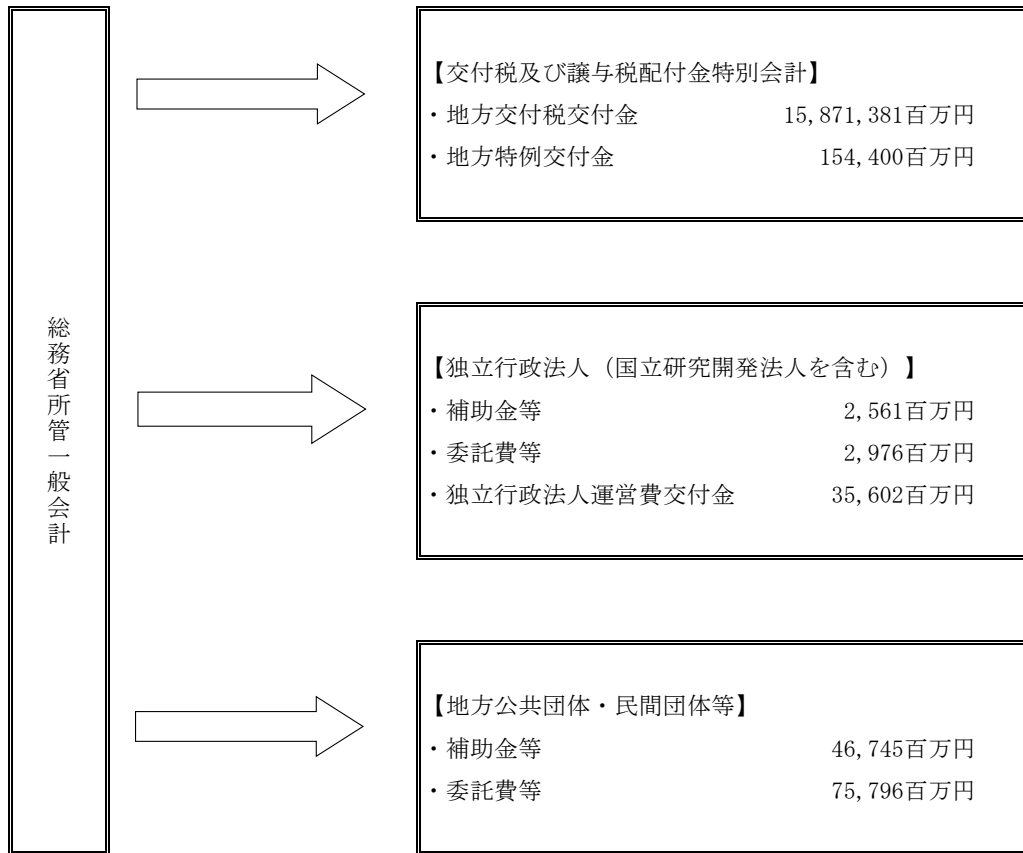 総務省所管一般会計
【交付税及び譲与税配付金特別会計】
・地方交付税交付金 15,871,381百万円
・地方特例交付金 154,400百万円
【独立行政法人（国立研究開発法人を含む）】
・補助金等 2,561百万円
・委託費等 2,976百万円
・独立行政法人運営費交付金 35,602百万円
【地方公共団体・民間団体等】
・補助金等 46,745百万円
・委託費等 75,796百万円